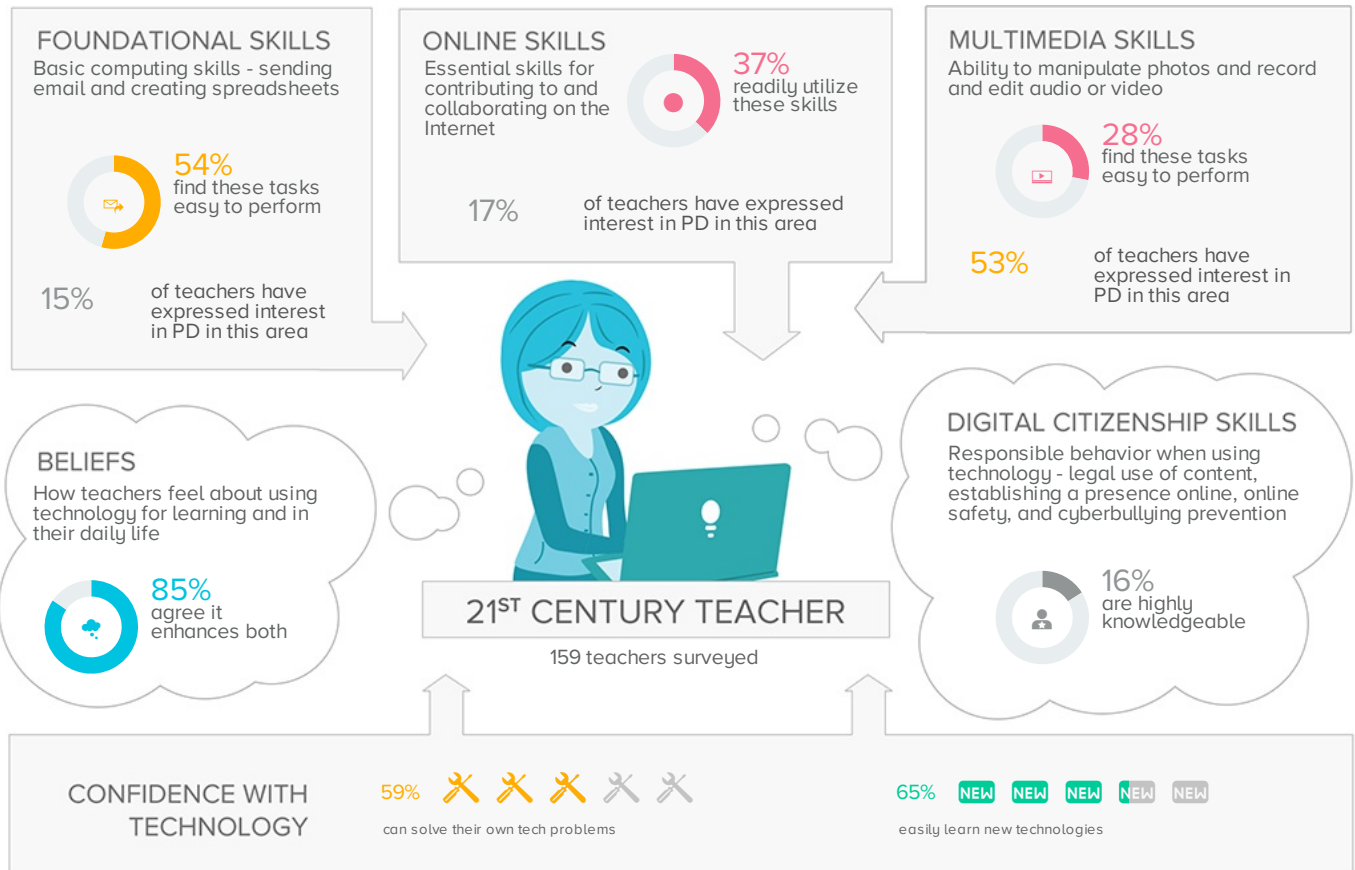 FOUNDATIONAL SKILLS
Basic computing skills - sending
email and creating spreadsheets
54%
find these tasks
easy to perform
15%
of teachers have
expressed interest
in PD in this area
ONLINE SKILLS
Essential skills for
contributing to and
collaborating on the
Internet
37%
readily utilize
these skills
17%
of teachers have expressed
interest in PD in this area
MULTIMEDIA SKILLS
Ability to manipulate photos and record
and edit audio or video
28%
find these tasks
easy to perform
53%
of teachers have
expressed interest in
PD in this area
BELIEFS
How teachers feel about using
technology for learning and in
their daily life
85%
agree it
enhances both
DIGITAL CITIZENSHIP SKILLS
Responsible behavior when using
technology - legal use of content,
establishing a presence online, online
safety, and cyberbullying prevention
16%
are highly
knowledgeable
21ST CENTURY TEACHER
159 teachers surveyed
CONFIDENCE WITH
TECHNOLOGY
59%
can solve their own tech problems
65% NEW NEW NEW NEW NEW
easily learn new technologies